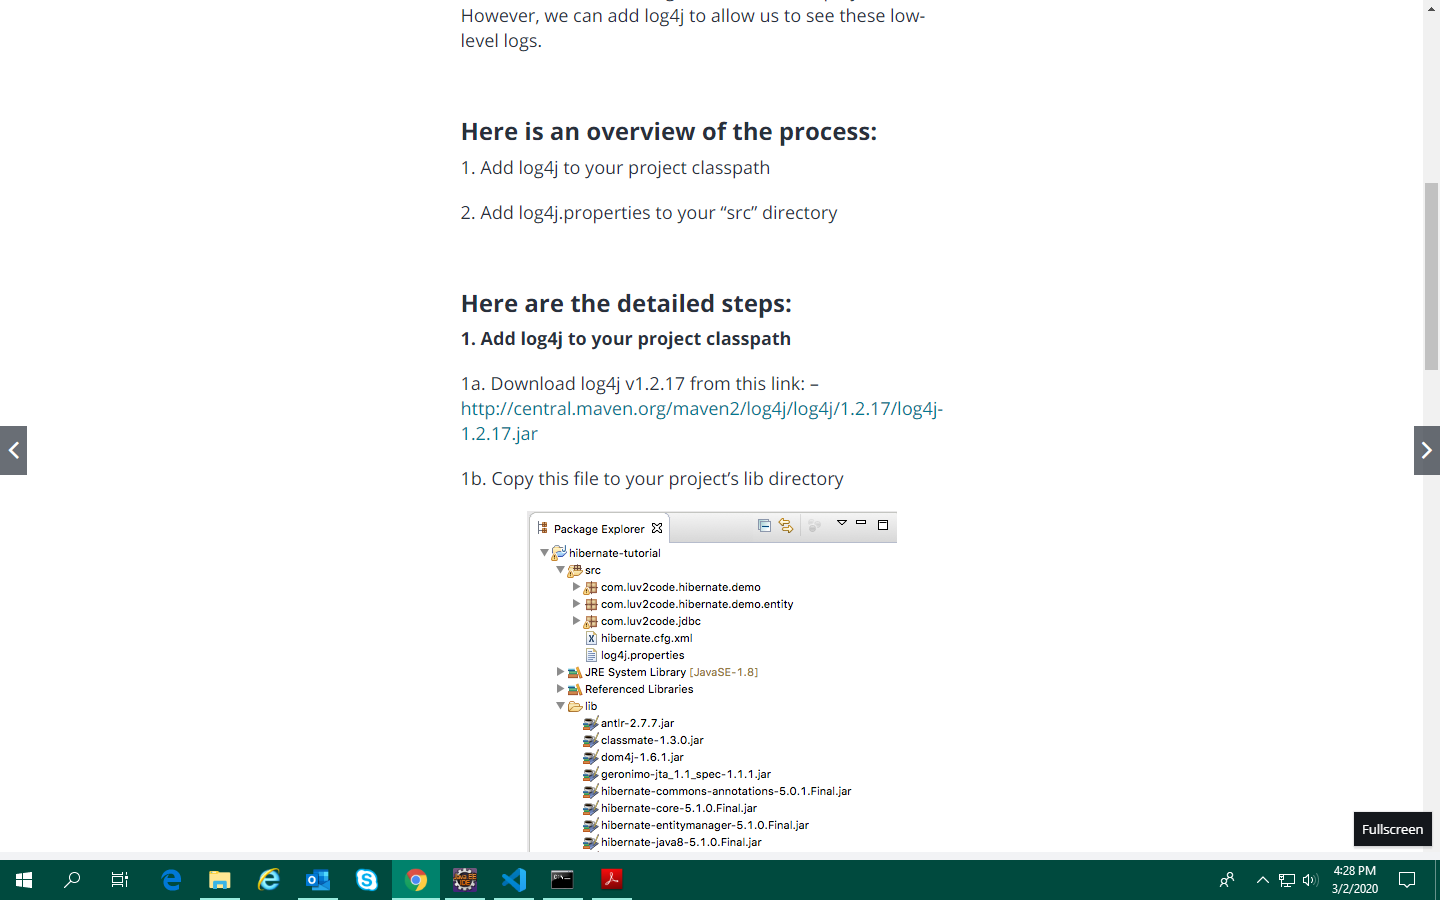 However, we can add log4j to allow us to see these low-
level logs.
Here is an overview of the process:
1. Add log4j to your project classpath
2. Add log4j.properties to your “src” directory
Here are the detailed steps:
1. Add log4j to your project classpath
1a. Download log4j v1.2.17 from this link: –
http://central.maven.org/maven2/log4j/log4j/1.2.17/log4j-
1.2.17.jar
1b. Copy this file to your project’s lib directory
Package Explorer
hibernate-tutorial
src
com.luv2code.hibernate.demo
com.luv2code.hibernate.demo.entity
com.luv2code.jdbc
hibernate.cfg.xml
log4j.properties
JRE System Library [JavaSE-1.8]
Referenced Libraries
lib
antlr-2.7.7.jar
classmate-1.3.0.jar
dom4j-1.6.1.jar
geronimo-jta_1.1_spec-1.1.1.jar
hibernate-commons-annotations-5.0.1.Final.jar
hibernate-core-5.1.0.Final.jar
hibernate-entitymanager-5.1.0.Final.jar
hibernate-java8-5.1.0.Final.jar
Fullscreen
4:28 PM
3/2/2020